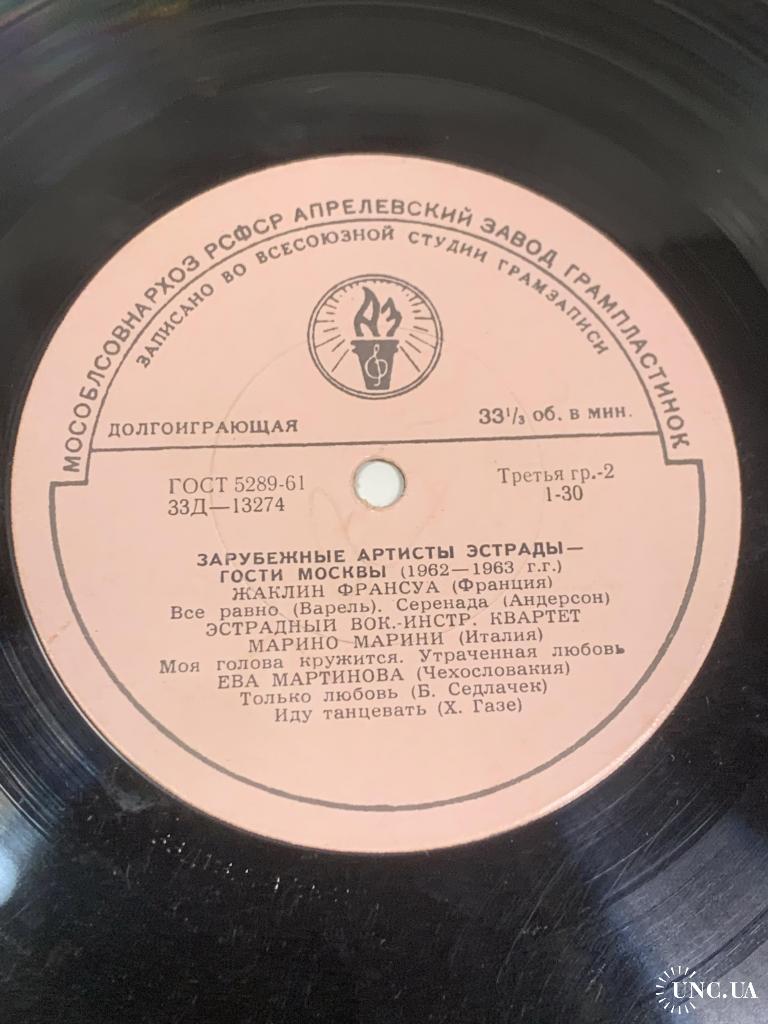 МОСОБЛСОВНАРХОЗ РСФСР АПРЕЛЕВСКИЙ ЗАВОД ГРАМПЛАСТИНОК
ЗАПИСАНО ВО ВСЕСОЮЗНОЙ СТУДИИ ГРАМЗАПИСИ
АЗ
ДОЛГОИГРАЮЩАЯ
33⅓ об. в мин.
ГОСТ 5289-61
33Д—13274
Третья гр.-2
1-30
ЗАРУБЕЖНЫЕ АРТИСТЫ ЭСТРАДЫ—
ГОСТИ МОСКВЫ (1962—1963 г.г.)
ЖАКЛИН ФРАНСУА (Франция)
Все равно (Варель). Серенада (Андерсон)
ЭСТРАДНЫЙ ВОК.-ИНСТР. КВАРТЕТ
МАРИНО МАРИНИ (Италия)
Моя голова кружится. Утраченная любовь
ЕВА МАРТИНОВА (Чехословакия)
Только любовь (Б. Седлачек)
Иду танцевать (Х. Газе)
UNC.UA